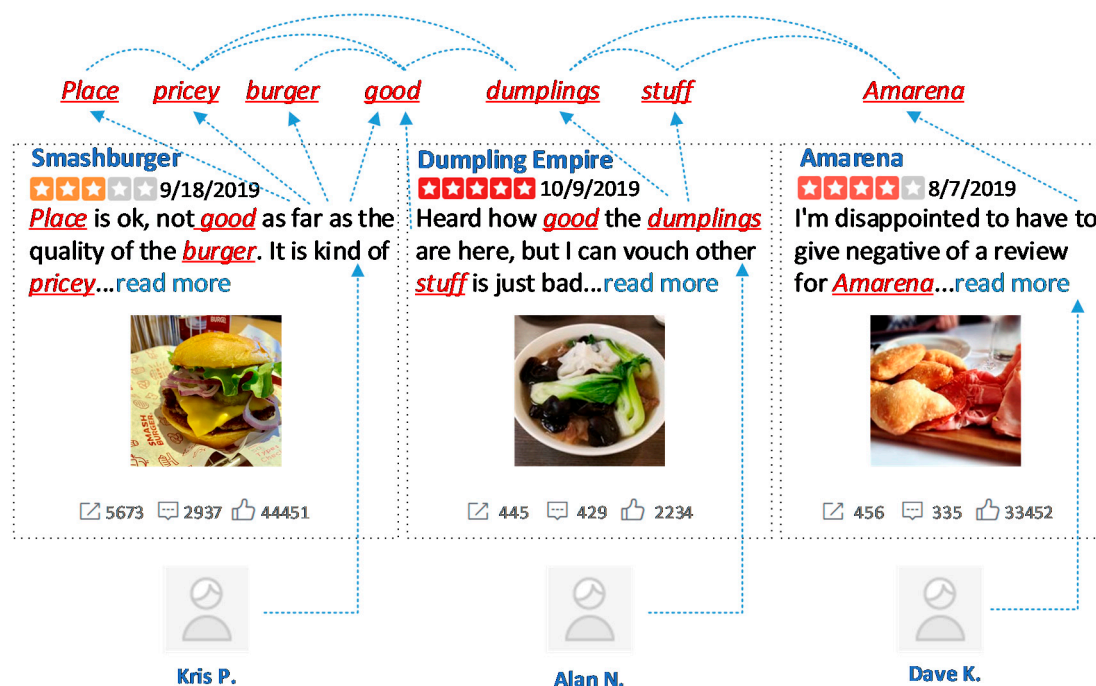 Place pricey burger good dumplings stuff Amarena
Smashburger
9/18/2019
Place is ok, not good as far as the
quality of the burger. It is kind of
pricey...read more
SMASH
BURGER
5673 2937 44451
Kris P.
Dumpling Empire
10/9/2019
Heard how good the dumplings
are here, but I can vouch other
stuff is just bad...read more
445 429 2234
Alan N.
Amarena
8/7/2019
I'm disappointed to have to
give negative of a review
for Amarena...read more
456 335 33452
Dave K.